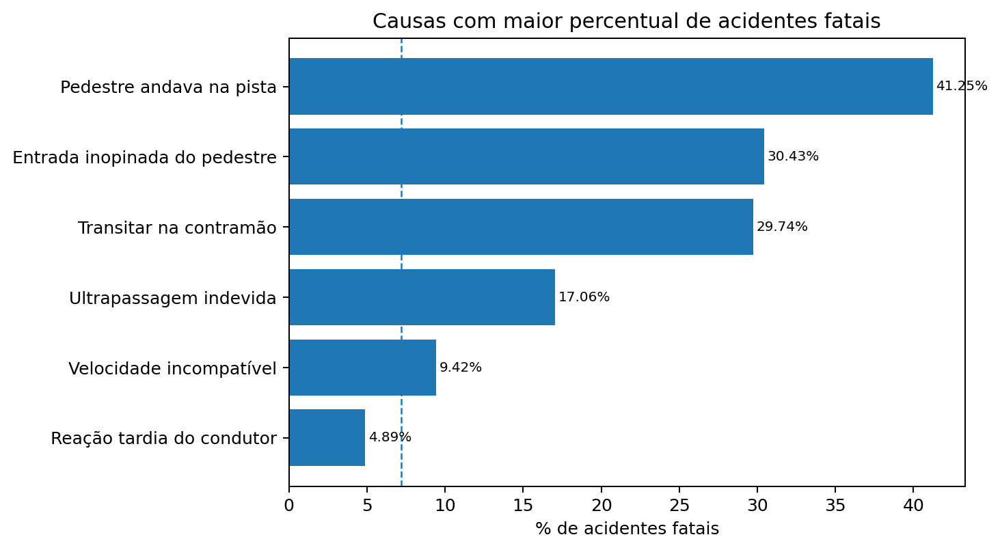 Causas com maior percentual de acidentes fatais
Pedestre andava na pista
41.25%
Entrada inopinada do pedestre
30.43%
Transitar na contramão
29.74%
Ultrapassagem indevida
17.06%
Velocidade incompatível
9.42%
Reação tardia do condutor
4.89%
0 5 10 15 20 25 30 35 40
% de acidentes fatais